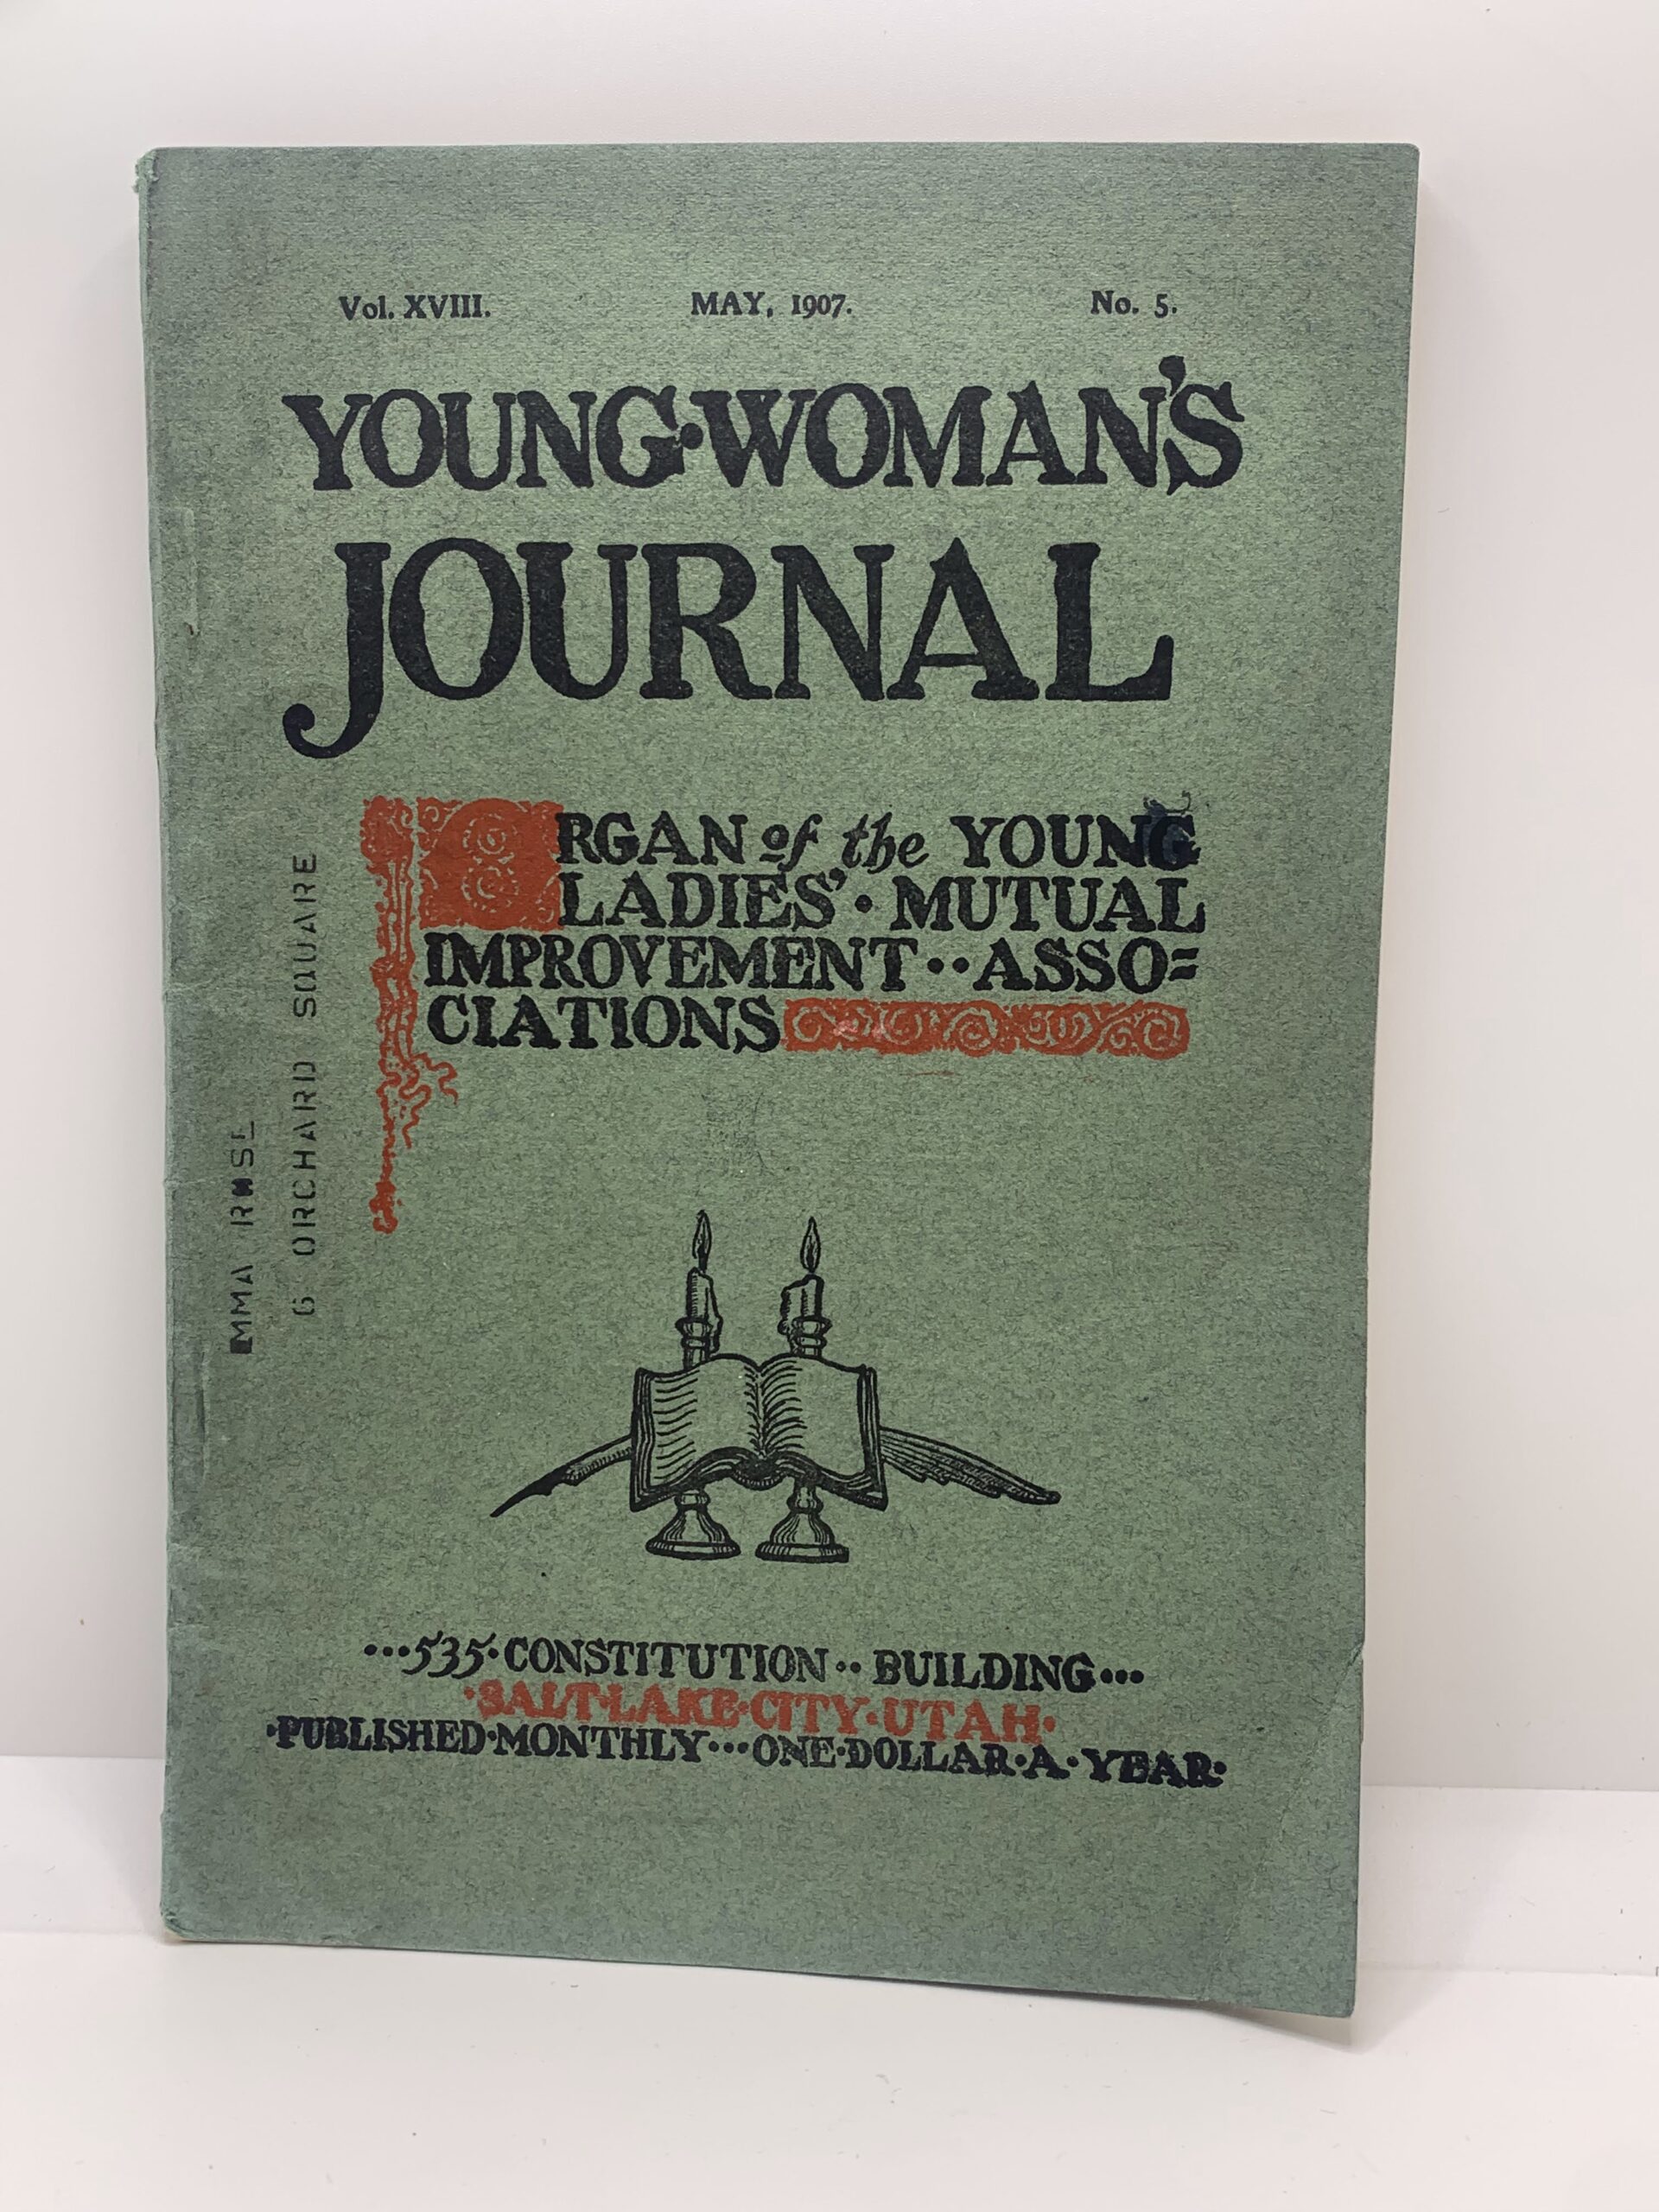 Vol. XVIII. MAY, 1907. No. 5.
YOUNG·WOMAN'S
JOURNAL
ORGAN of the YOUNG
LADIES'· MUTUAL
IMPROVEMENT ·· ASSO=
CIATIONS
6 ORCHARD SQUARE
···535·CONSTITUTION·· BUILDING···
·SALT·LAKE·CITY·UTAH·
·PUBLISHED·MONTHLY···ONE·DOLLAR·A·YEAR·